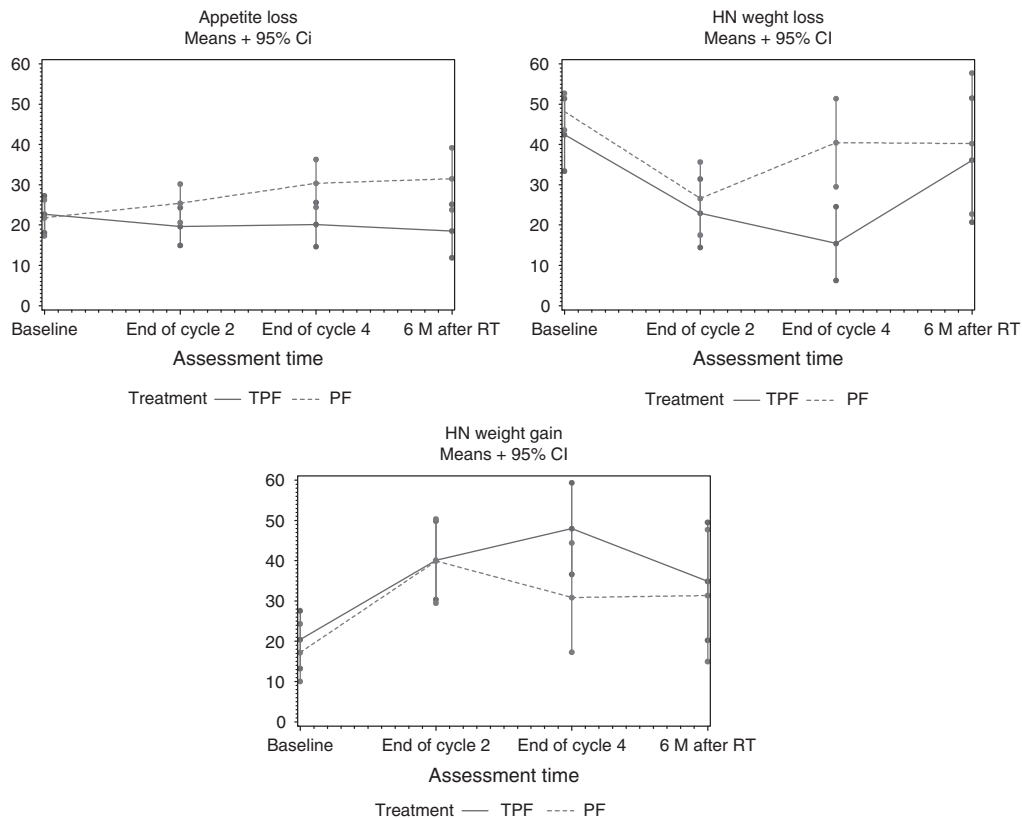 Appetite loss
Means + 95% Ci
60
50
40
30
20
10
0
Baseline End of cycle 2 End of cycle 4 6 M after RT
Assessment time
Treatment TPF PF
HN weght loss
Means + 95% CI
60
50
40
30
20
10
0
Baseline End of cycle 2 End of cycle 4 6 M after RT
Assessment time
Treatment TPF PF
HN weight gain
Means + 95% CI
60
50
40
30
20
10
0
Baseline End of cycle 2 End of cycle 4 6 M after RT
Assessment time
Treatment TPF PF